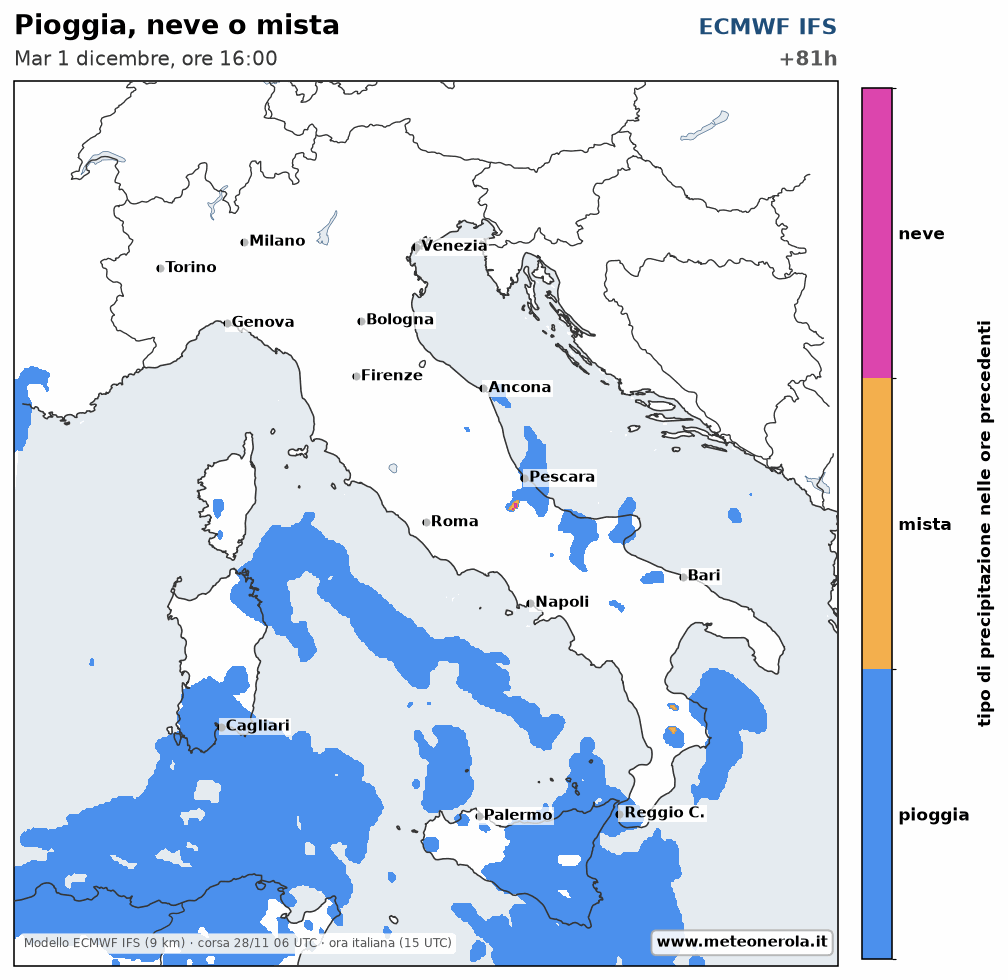 Pioggia, neve o mista
ECMWF IFS
Mar 1 dicembre, ore 16:00
+81h
neve
mista
pioggia
tipo di precipitazione nelle ore precedenti
Milano
Venezia
Torino
Genova
Bologna
Firenze
Ancona
Pescara
Roma
Bari
Napoli
Cagliari
Palermo
Reggio C.
Modello ECMWF IFS (9 km) · corsa 28/11 06 UTC · ora italiana (15 UTC)
www.meteonerola.it